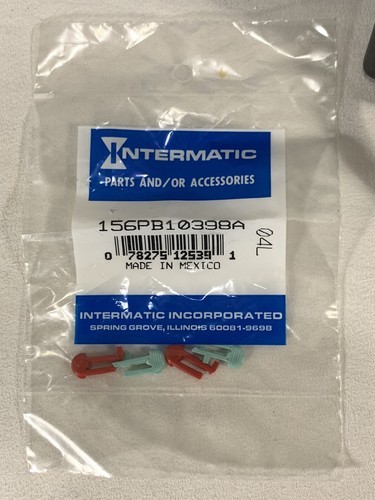 INTERMATIC
PARTS AND/OR ACCESSORIES
156PB10398A
04L
0 78275 12539 1
MADE IN MEXICO
INTERMATIC INCORPORATED
SPRING GROVE, ILLINOIS 60081-9698